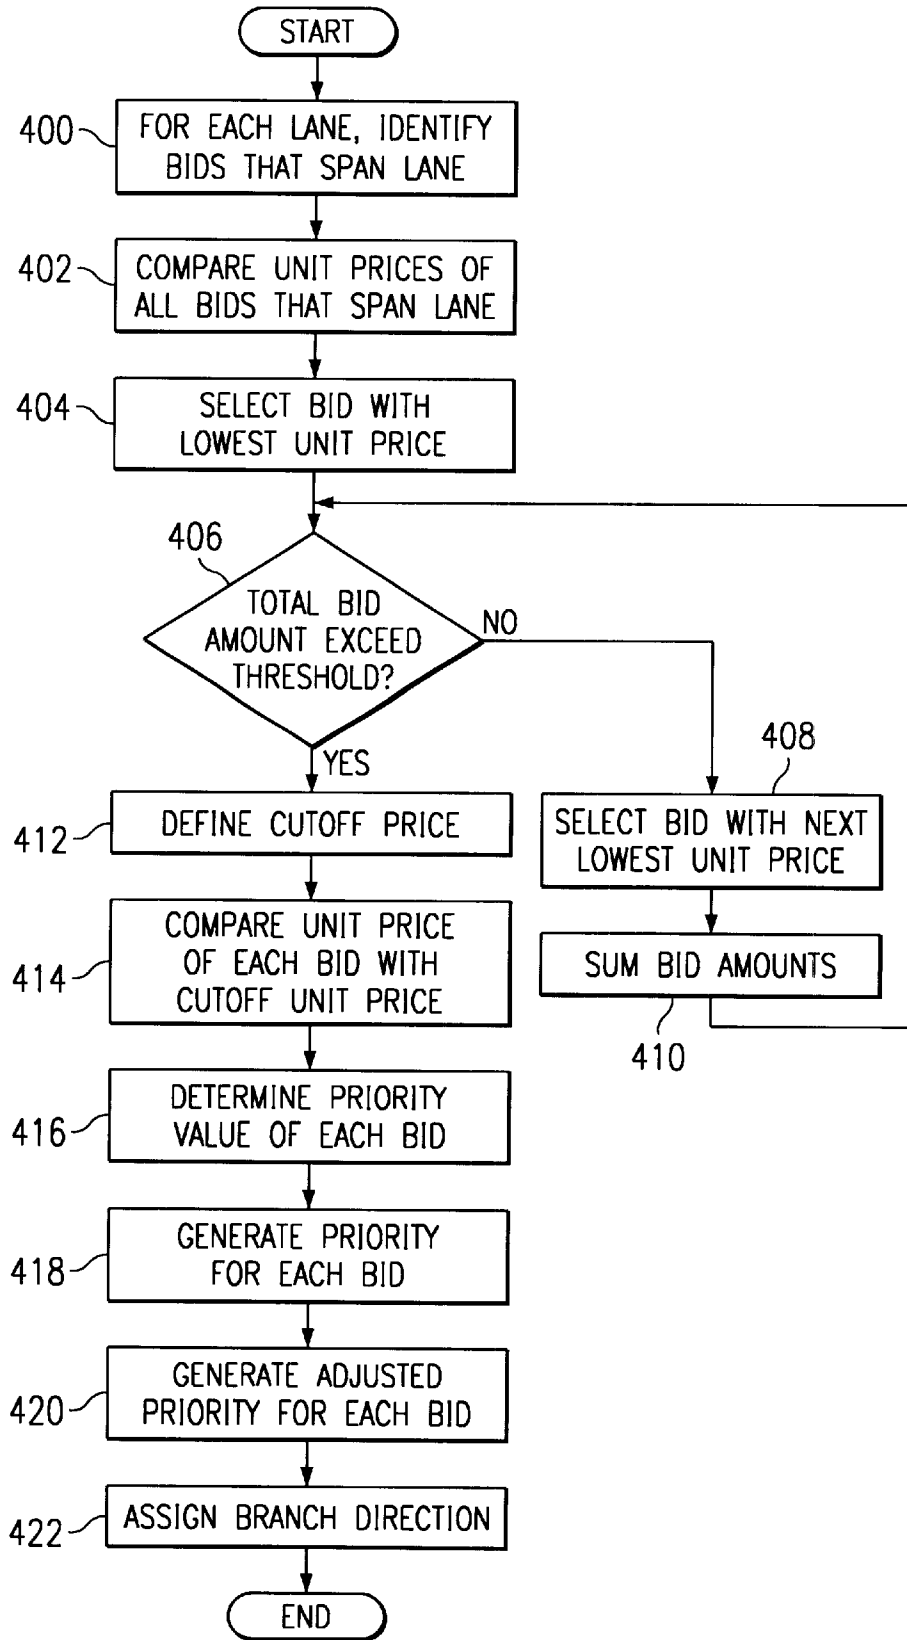 START
400
FOR EACH LANE, IDENTIFY
BIDS THAT SPAN LANE
402
COMPARE UNIT PRICES OF
ALL BIDS THAT SPAN LANE
404
SELECT BID WITH
LOWEST UNIT PRICE
406
TOTAL BID
AMOUNT EXCEED
THRESHOLD?
NO
YES
408
SELECT BID WITH NEXT
LOWEST UNIT PRICE
SUM BID AMOUNTS
410
412
DEFINE CUTOFF PRICE
414
COMPARE UNIT PRICE
OF EACH BID WITH
CUTOFF UNIT PRICE
416
DETERMINE PRIORITY
VALUE OF EACH BID
418
GENERATE PRIORITY
FOR EACH BID
420
GENERATE ADJUSTED
PRIORITY FOR EACH BID
422
ASSIGN BRANCH DIRECTION
END